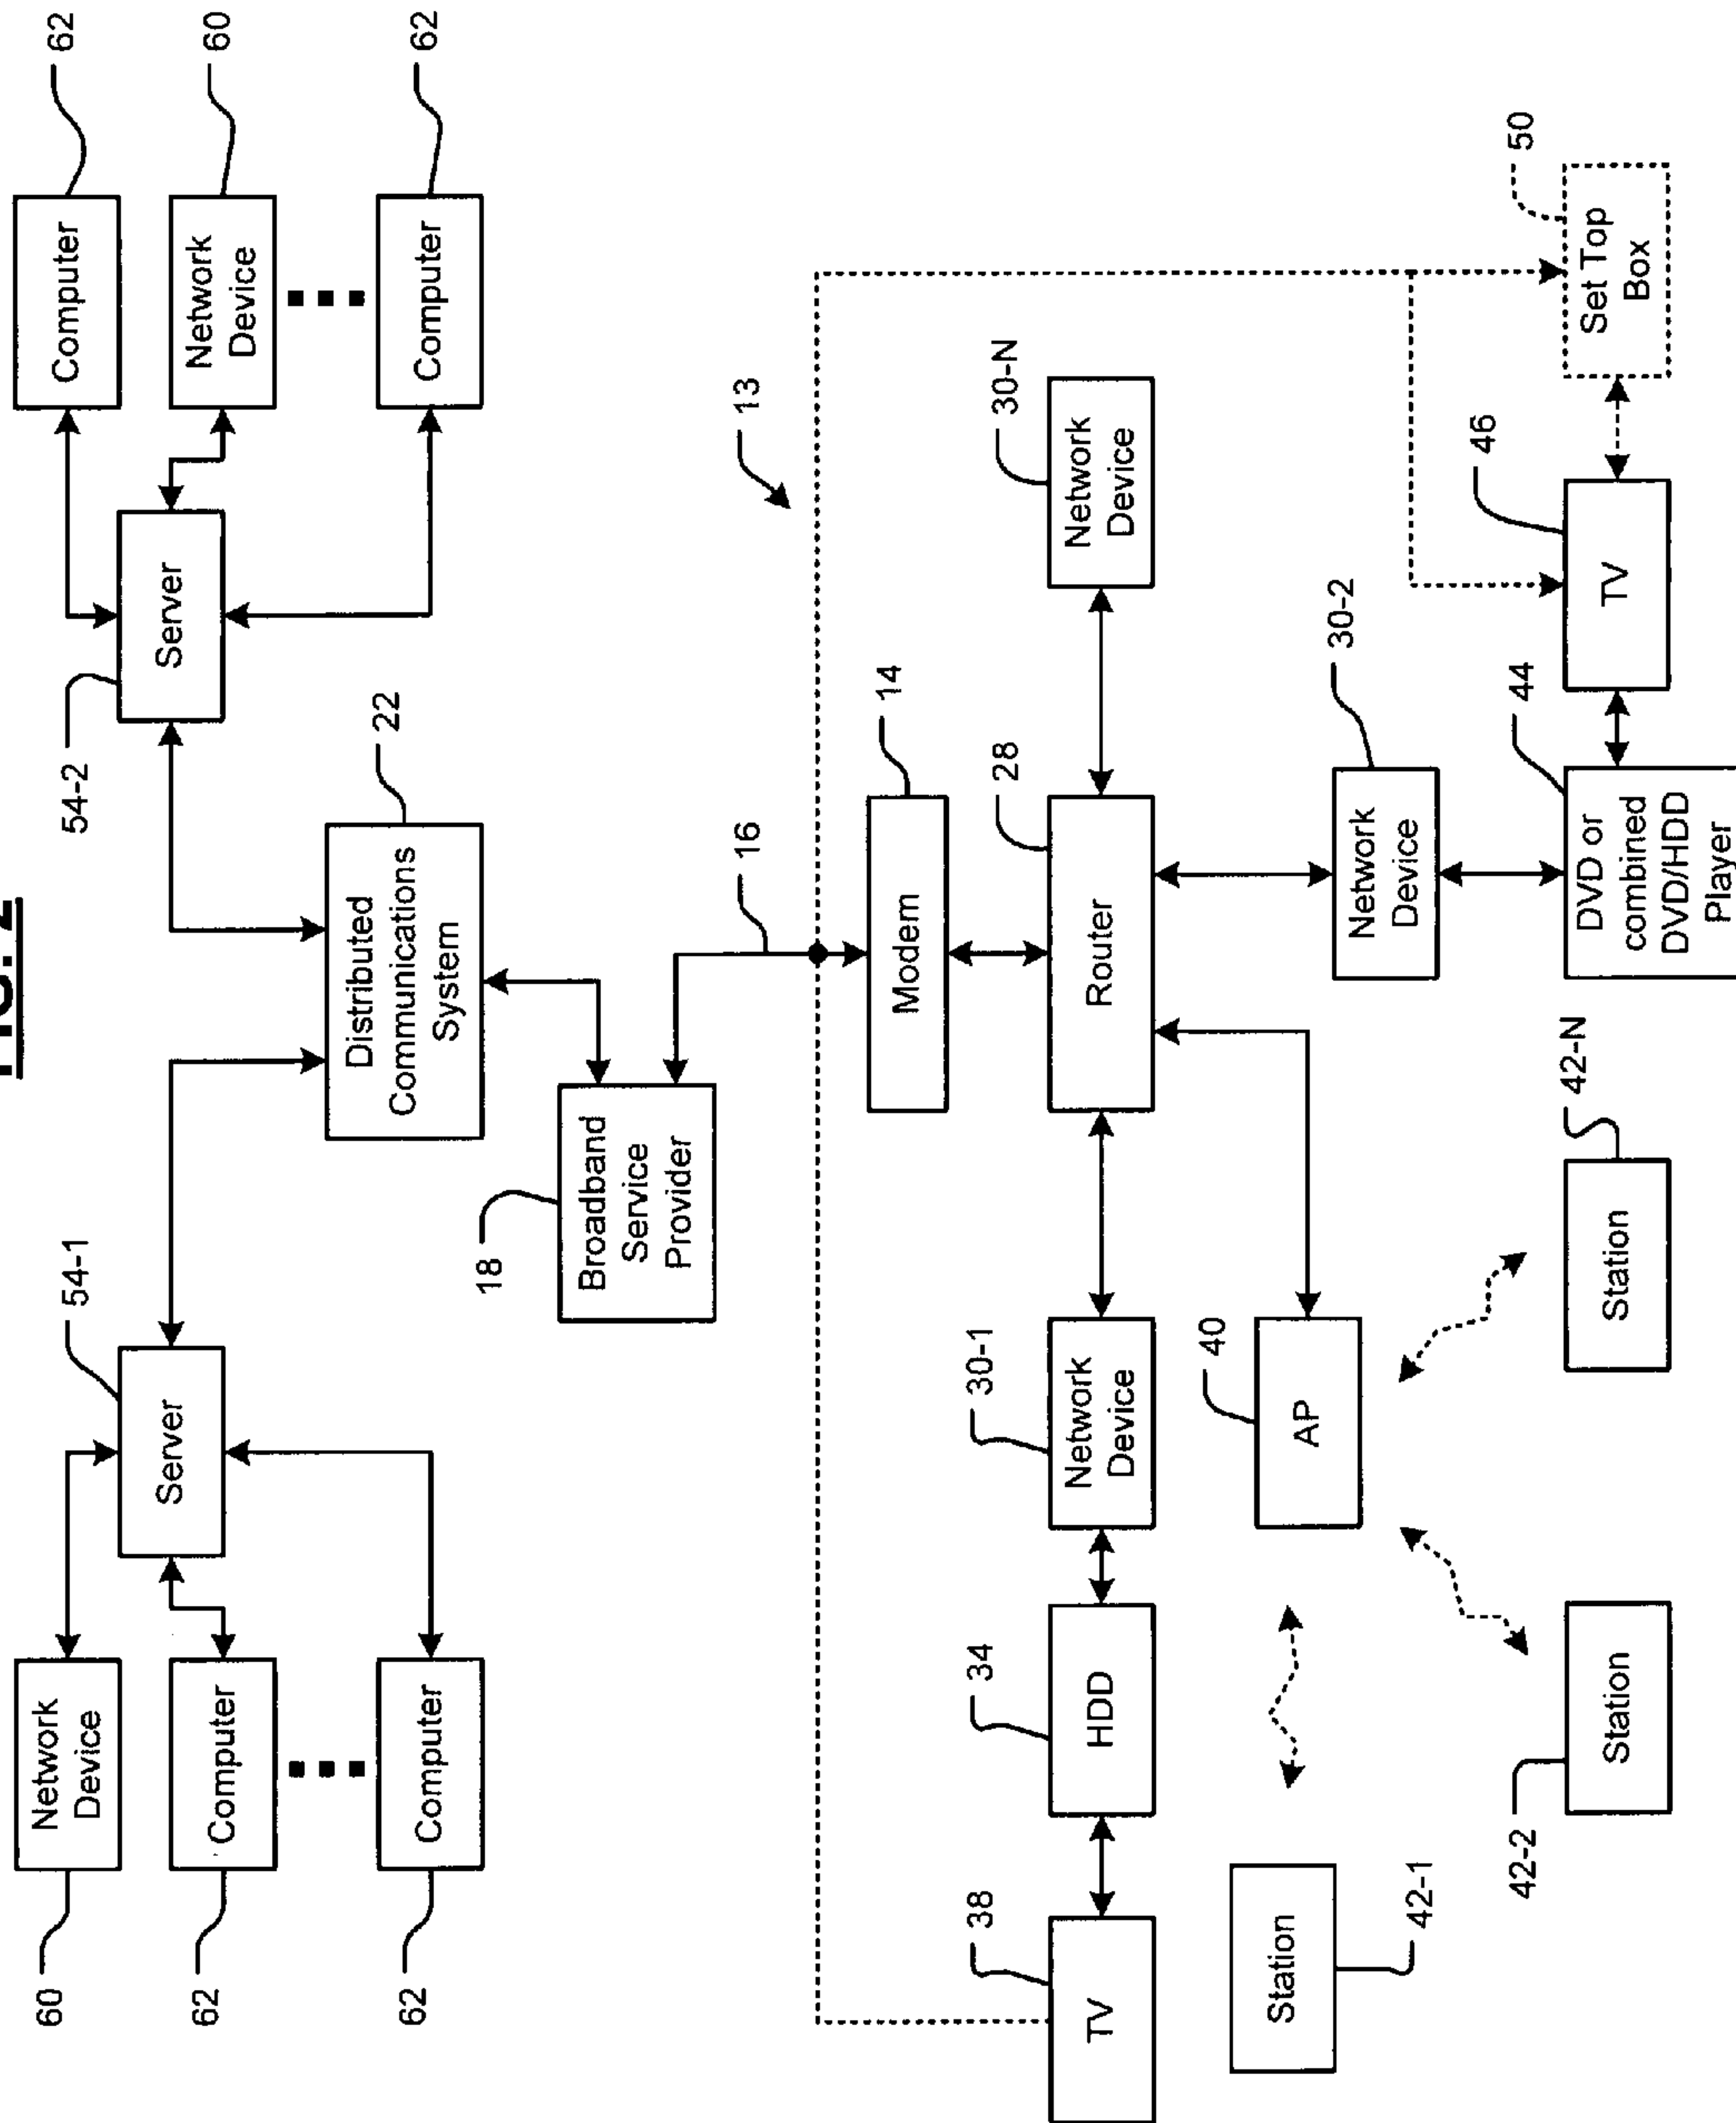 FIG. 2
60
Network
Device
54-1
Server
54-2
Server
Computer
62
62
Computer
Network
Device
60
62
Computer
Distributed
Communications
System
22
Computer
62
18
Broadband
Service
Provider
16
13
Modem
14
38
TV
34
HDD
30-1
Network
Device
Router
28
Network
Device
30-N
Station
42-1
AP
40
Network
Device
30-2
42-2
Station
Station
42-N
DVD or
combined
DVD/HDD
Player
44
TV
46
Set Top
Box
50